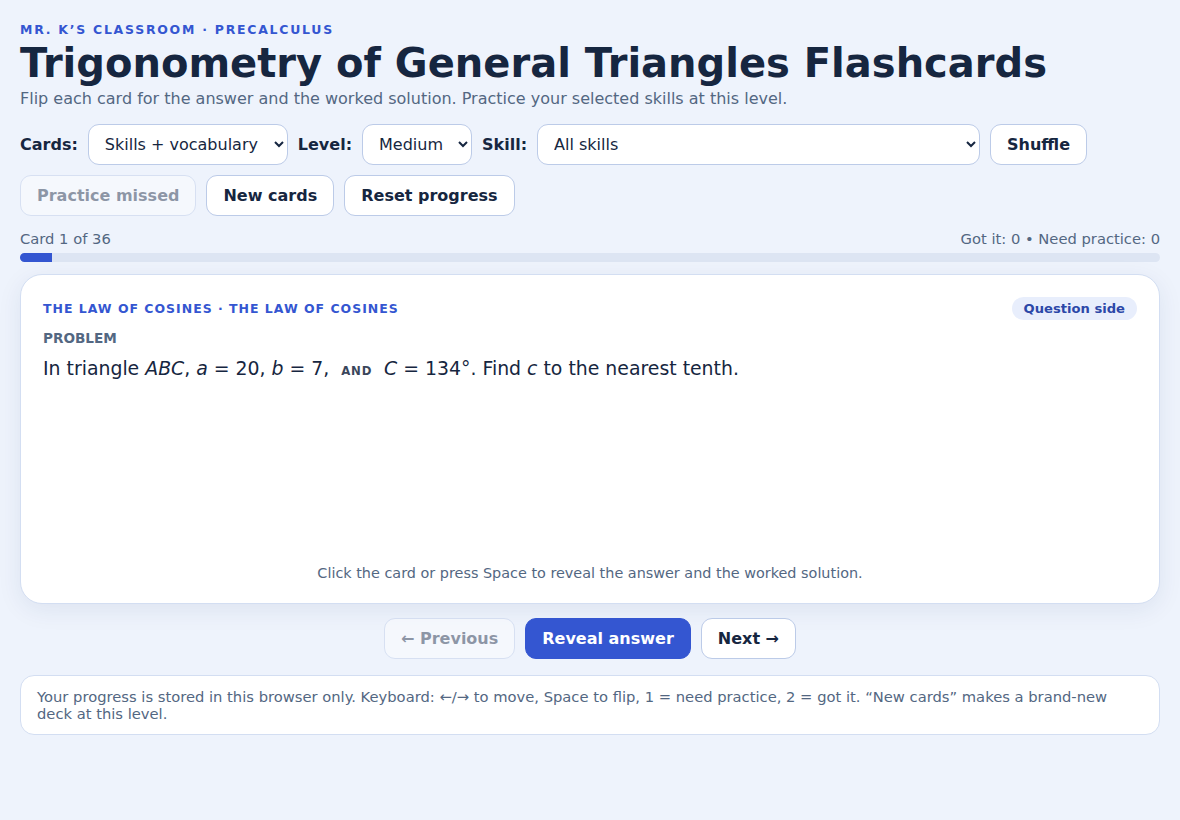 MR. K’S CLASSROOM · PRECALCULUS
Trigonometry of General Triangles Flashcards
Flip each card for the answer and the worked solution. Practice your selected skills at this level.
Cards: Skills + vocabulary Level: Medium Skill: All skills Shuffle
Practice missed New cards Reset progress
Card 1 of 36 Got it: 0 • Need practice: 0
THE LAW OF COSINES · THE LAW OF COSINES Question side
PROBLEM
In triangle ABC, a = 20, b = 7, AND C = 134°. Find c to the nearest tenth.
Click the card or press Space to reveal the answer and the worked solution.
← Previous Reveal answer Next →
Your progress is stored in this browser only. Keyboard: ←/→ to move, Space to flip, 1 = need practice, 2 = got it. “New cards” makes a brand-new
deck at this level.